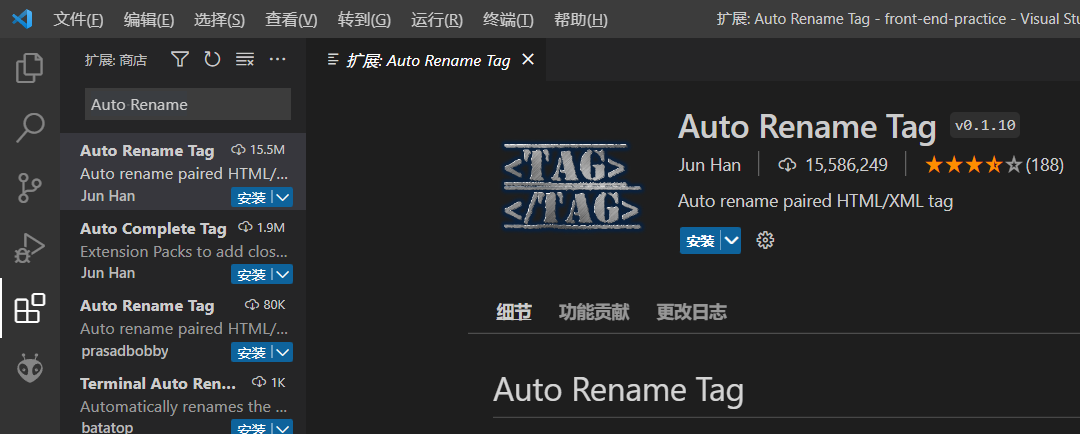 文件(F) 编辑(E) 选择(S) 查看(V) 转到(G) 运行(R) 终端(T) 帮助(H) 扩展: Auto Rename Tag - front-end-practice - Visual Stu
扩展: 商店
扩展: Auto Rename Tag
Auto Rename
Auto Rename Tag 15.5M
Auto rename paired HTML/...
Jun Han 安装
Auto Complete Tag 1.9M
Extension Packs to add clos...
Jun Han 安装
Auto Rename Tag 80K
Auto rename paired HTML/...
prasadbobby 安装
Terminal Auto Ren... 1K
Automatically renames the ...
batatop 安装
<TAG>
</TAG>
Auto Rename Tag v0.1.10
Jun Han 15,586,249 (188)
Auto rename paired HTML/XML tag
安装
细节 功能贡献 更改日志
Auto Rename Tag